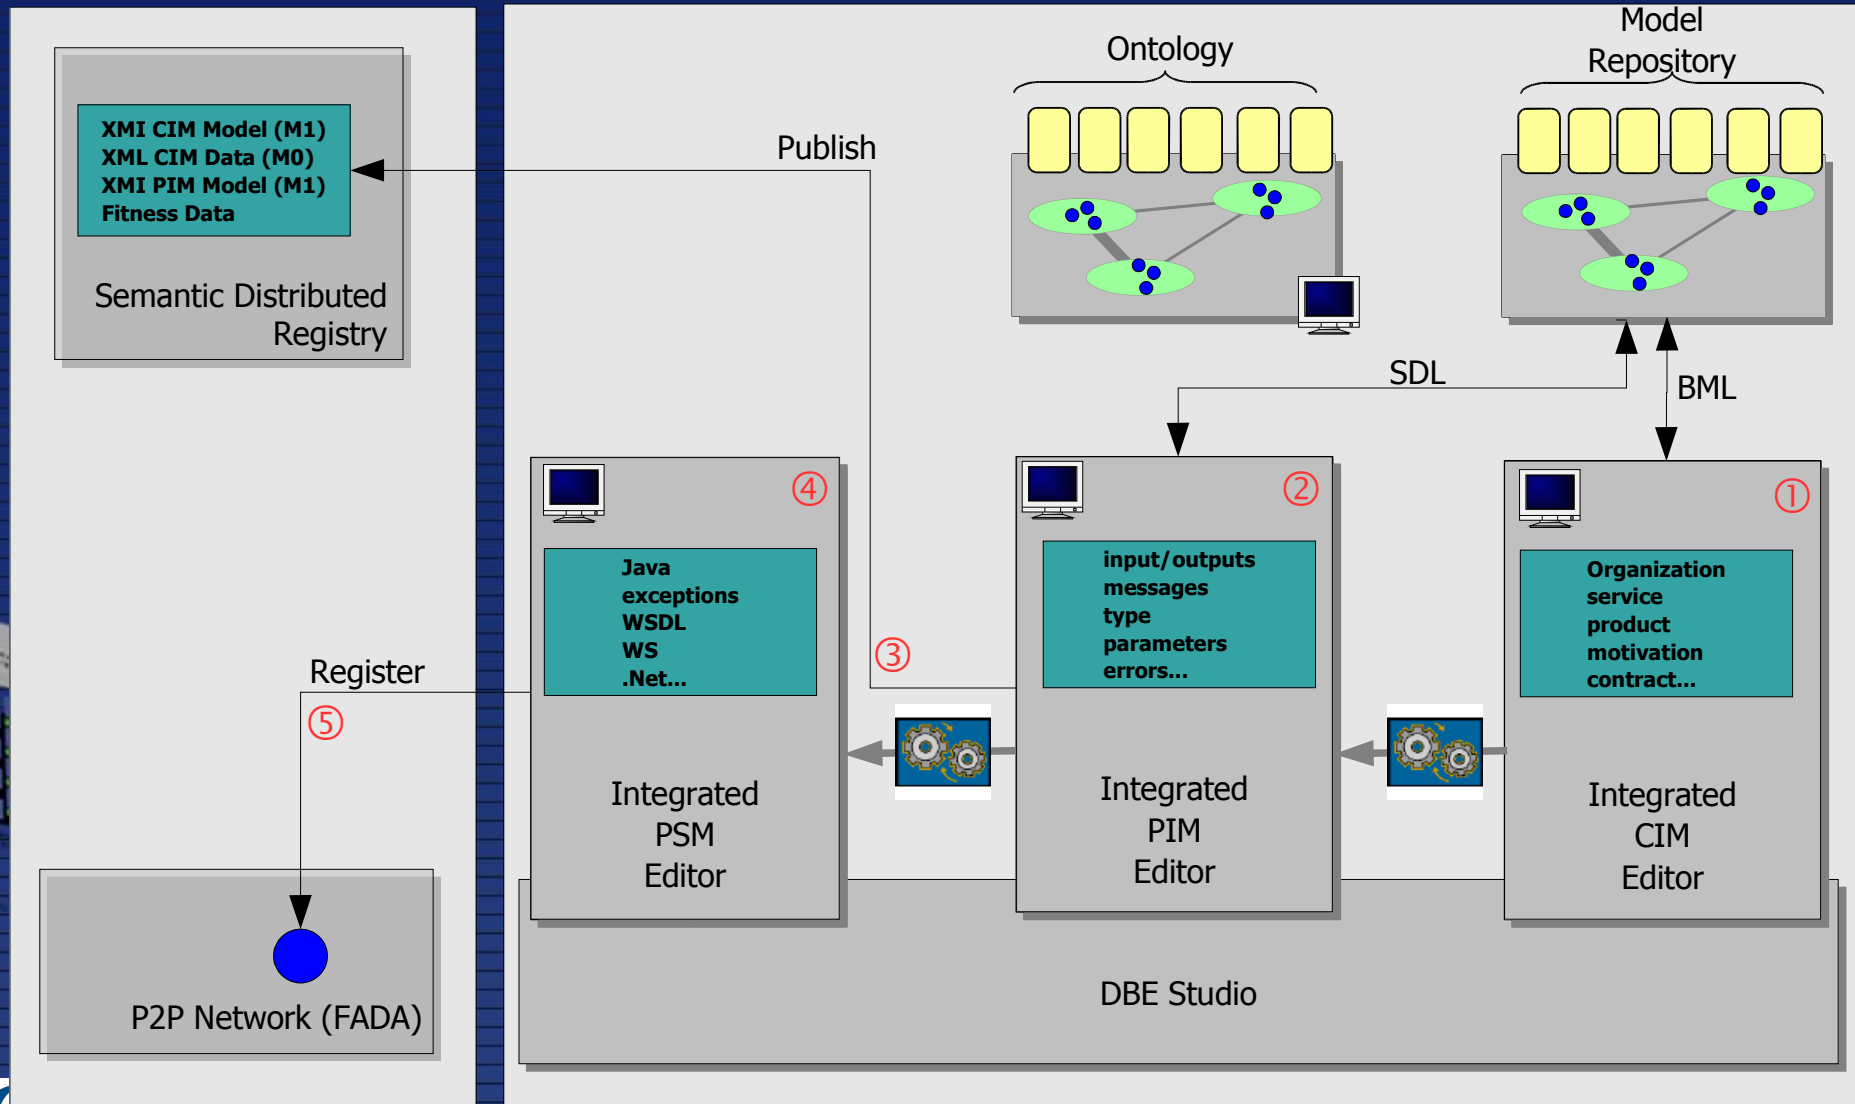 XMI CIM Model (M1)
XML CIM Data (M0)
XMI PIM Model (M1)
Fitness Data
Semantic Distributed
Registry
Publish
Ontology
Model
Repository
SDL
BML
④
Java
exceptions
WSDL
WS
.Net...
Integrated
PSM
Editor
③
②
input/outputs
messages
type
parameters
errors...
Integrated
PIM
Editor
①
Organization
service
product
motivation
contract...
Integrated
CIM
Editor
Register
⑤
P2P Network (FADA)
DBE Studio